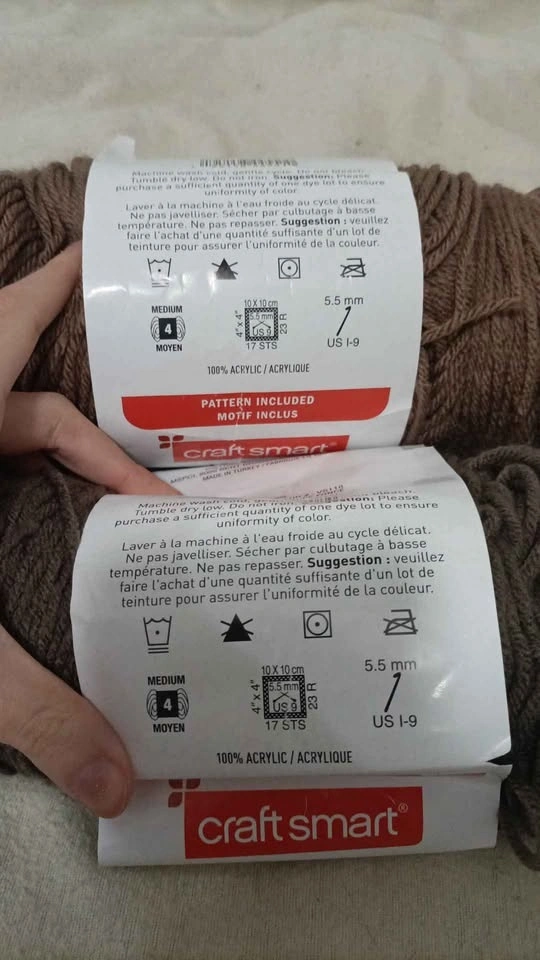 Machine wash cold, gentle cycle. Do not bleach.
Tumble dry low. Do not iron. Suggestion: Please
purchase a sufficient quantity of one dye lot to ensure
uniformity of color.
Laver à la machine à l'eau froide au cycle délicat.
Ne pas javelliser. Sécher par culbutage à basse
température. Ne pas repasser. Suggestion : veuillez
faire l'achat d'une quantité suffisante d'un lot de
teinture pour assurer l'uniformité de la couleur.
MEDIUM
4
MOYEN
10 X 10 cm
4" x 4"
5.5 mm
US 9
23 R
17 STS
5.5 mm
US I-9
100% ACRYLIC / ACRYLIQUE
PATTERN INCLUDED
MOTIF INCLUS
craft smart
MADE IN TURKEY /
Machine wash cold,
bleach.
Tumble dry low. Do not iron. Suggestion: Please
purchase a sufficient quantity of one dye lot to ensure
uniformity of color.
Laver à la machine à l'eau froide au cycle délicat.
Ne pas javelliser. Sécher par culbutage à basse
température. Ne pas repasser. Suggestion : veuillez
faire l'achat d'une quantité suffisante d'un lot de
teinture pour assurer l'uniformité de la couleur.
MEDIUM
4
MOYEN
10 X 10 cm
4" x 4"
5.5 mm
US 9
23 R
17 STS
5.5 mm
US I-9
100% ACRYLIC / ACRYLIQUE
craft smart®